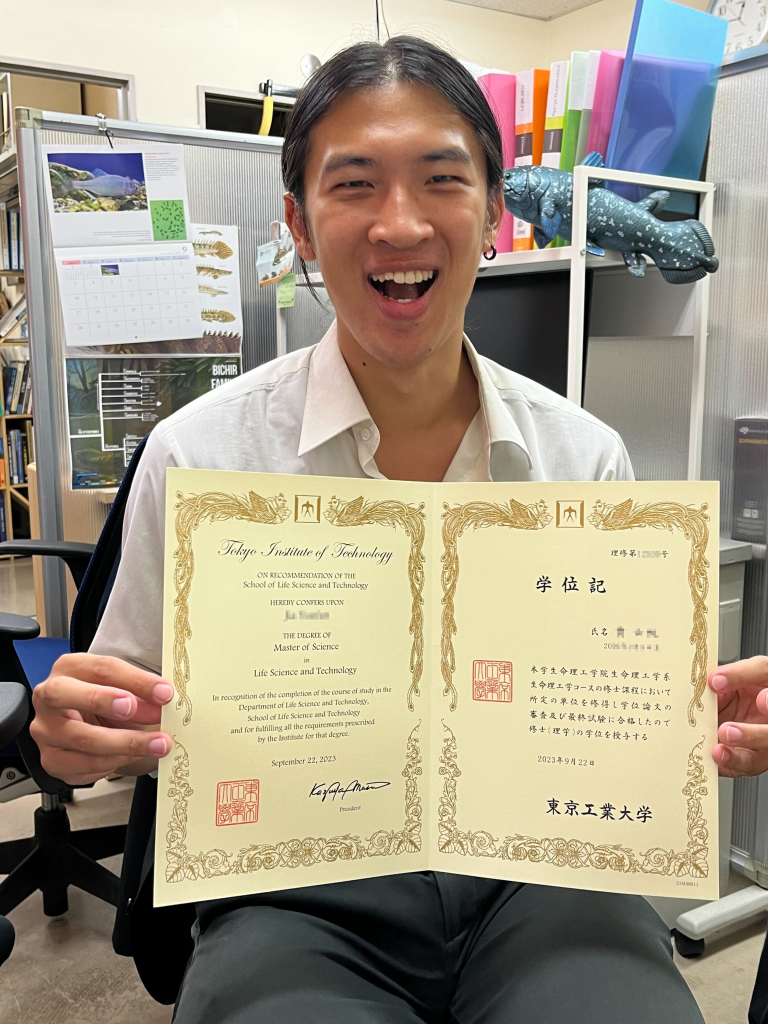 BICHIR
Tokyo Institute of Technology
ON RECOMMENDATION OF THE
School of Life Science and Technology
HEREBY CONFERS UPON
THE DEGREE OF
Master of Science
in
Life Science and Technology
In recognition of the completion of the course of study in the
Department of Life Science and Technology,
School of Life Science and Technology
and for fulfilling all the requirements prescribed
by the Institute for that degree.
September 22, 2023
President
理修第
号
学位記
氏名
本学生命理工学院生命理工学系
生命理工学コースの修士課程において
所定の単位を修得し学位論文の
審査及び最終試験に合格したので
修士(理学)の学位を授与する
2023年9月22日
東京工業大学